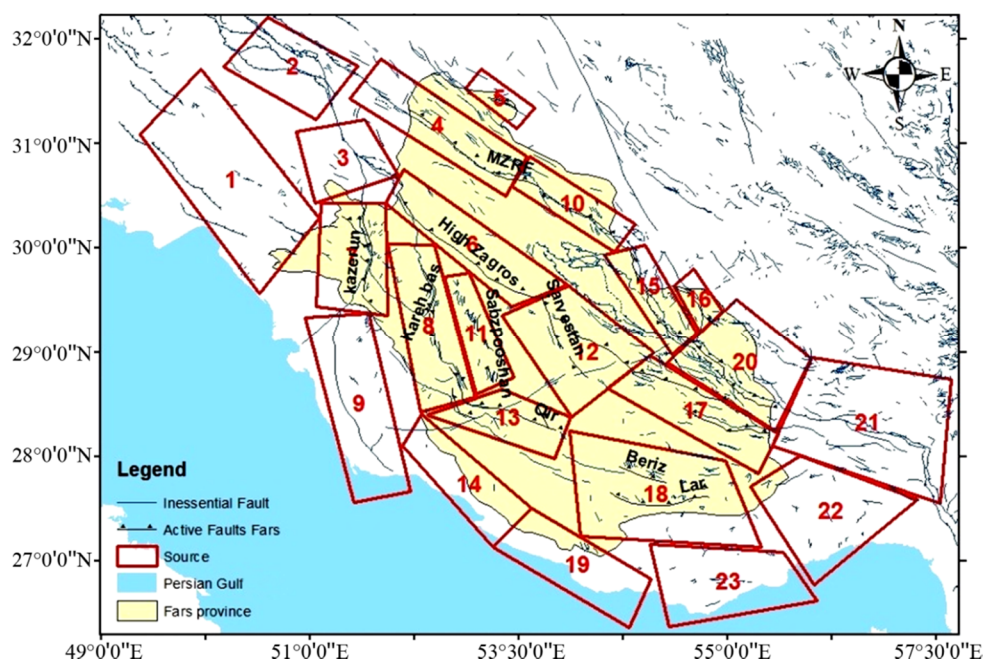 32°0'0"N
31°0'0"N
30°0'0"N
29°0'0"N
28°0'0"N
27°0'0"N
49°0'0"E
51°0'0"E
53°30'0"E
55°0'0"E
57°30'0"E
N
W
E
S
1
2
3
4
5
MZRF
10
6
High Zagros
kazerun
Kareh bas
8
11
Sabzpooshan
Sarvestan
12
15
16
20
21
9
13
Qir
17
14
Beriz
18
Lar
22
19
23
Legend
Inessential Fault
Active Faults Fars
Source
Persian Gulf
Fars province